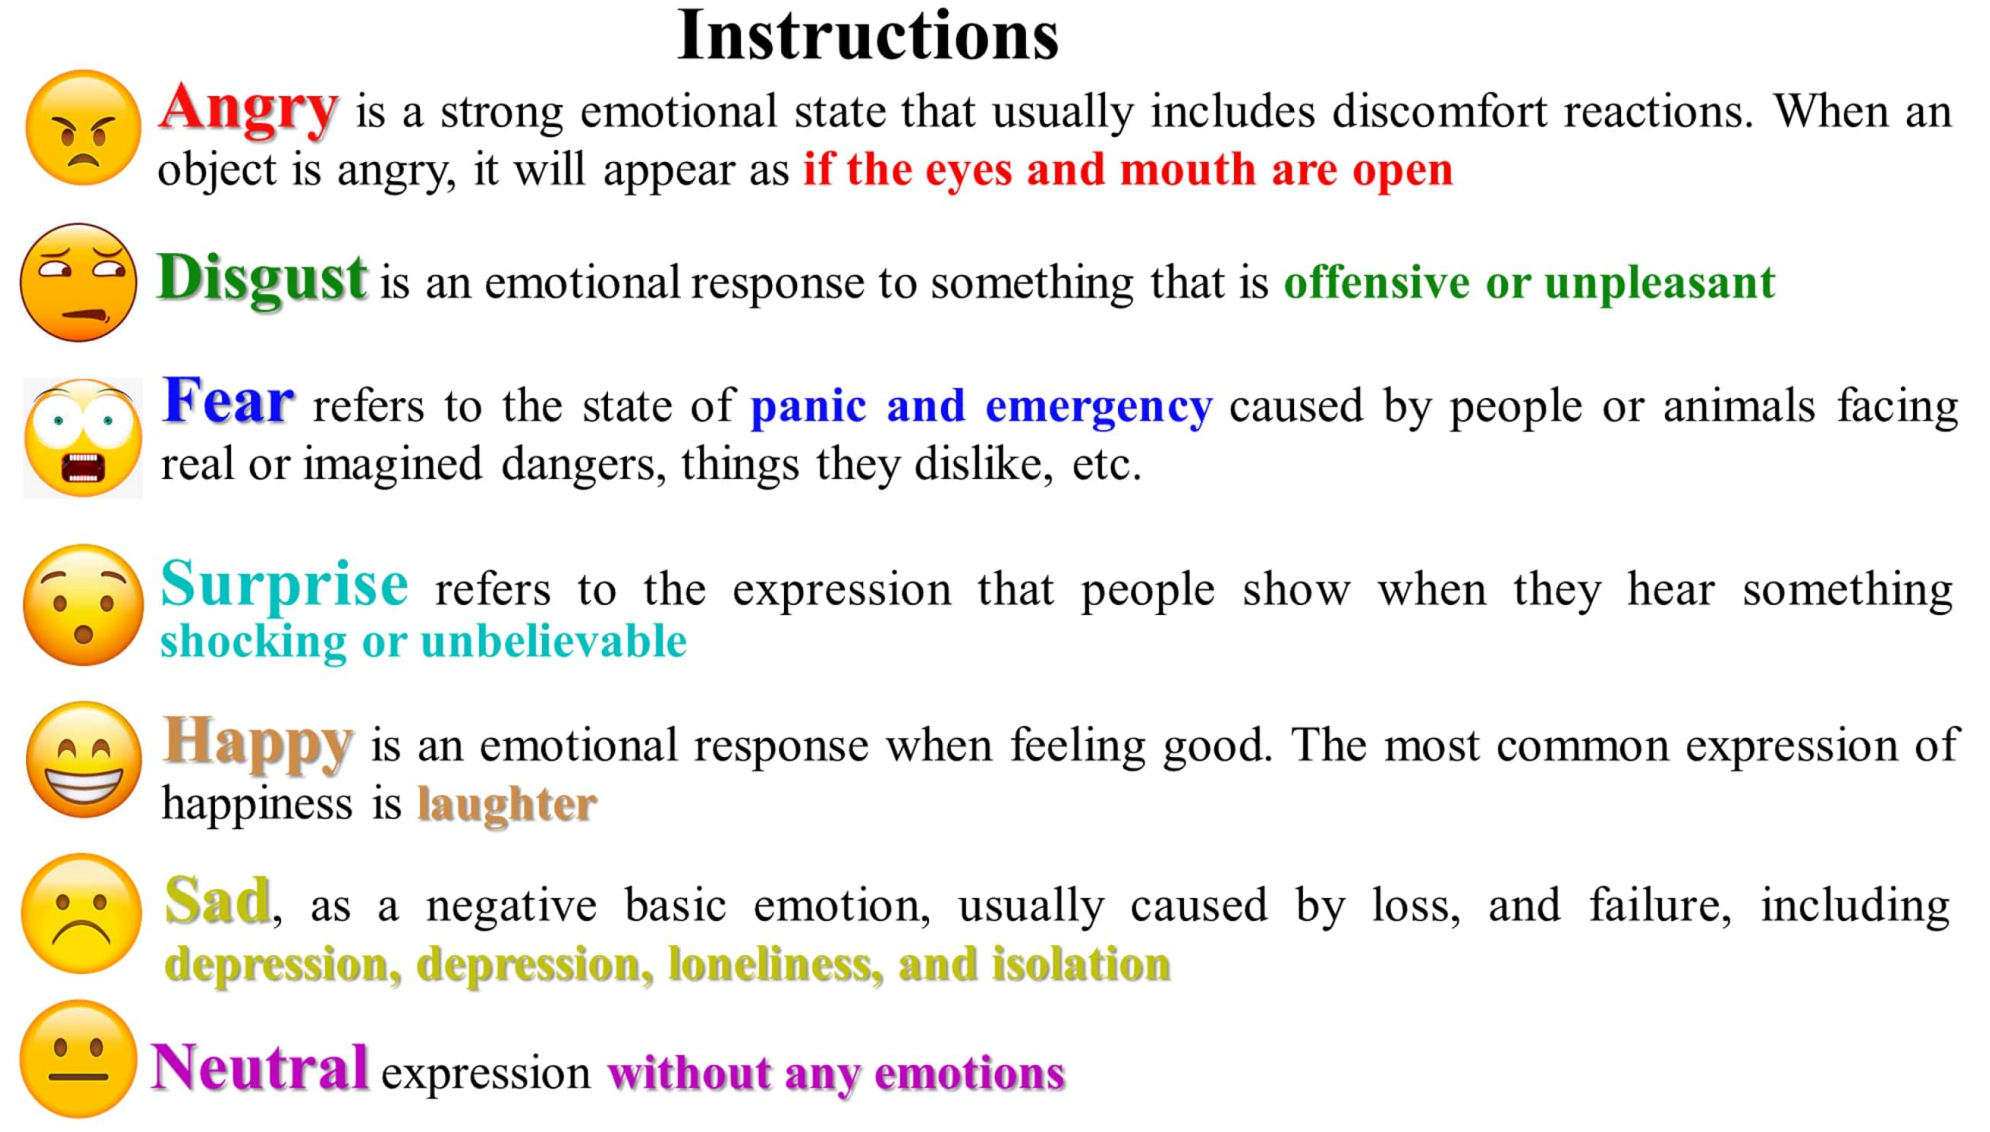 Instructions
Angry is a strong emotional state that usually includes discomfort reactions. When an
object is angry, it will appear as if the eyes and mouth are open
Disgust is an emotional response to something that is offensive or unpleasant
Fear refers to the state of panic and emergency caused by people or animals facing
real or imagined dangers, things they dislike, etc.
Surprise refers to the expression that people show when they hear something
shocking or unbelievable
Happy is an emotional response when feeling good. The most common expression of
happiness is laughter
Sad, as a negative basic emotion, usually caused by loss, and failure, including
depression, depression, loneliness, and isolation
Neutral expression without any emotions